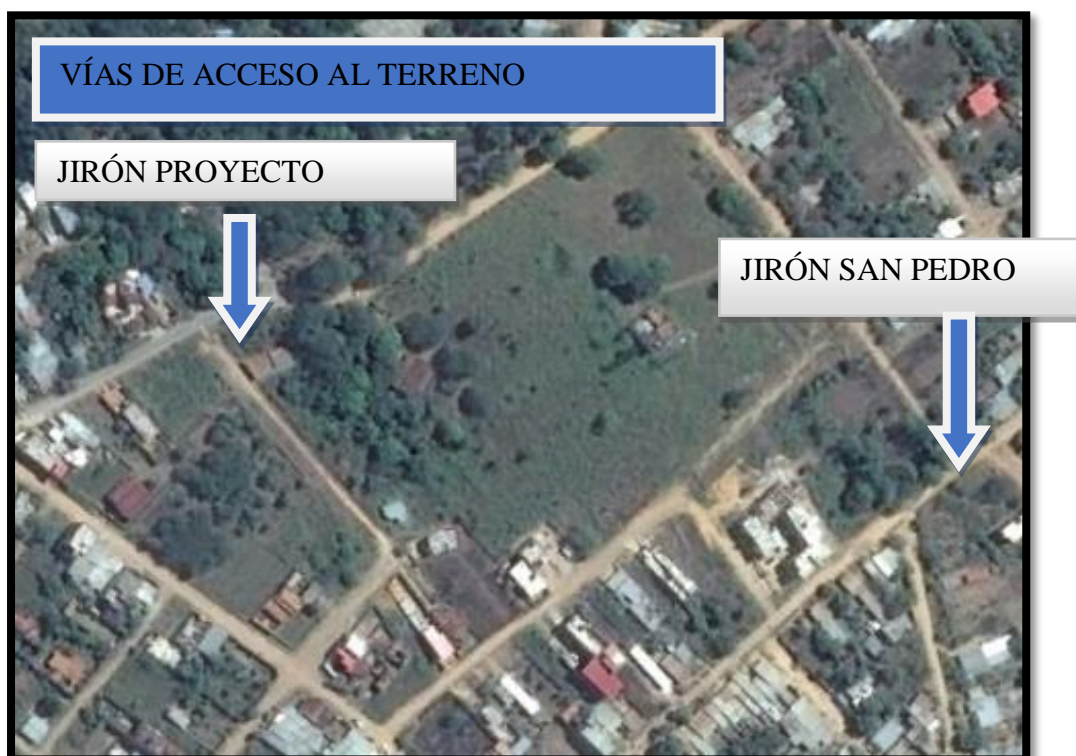 VÍAS DE ACCESO AL TERRENO
JIRÓN PROYECTO
JIRÓN SAN PEDRO